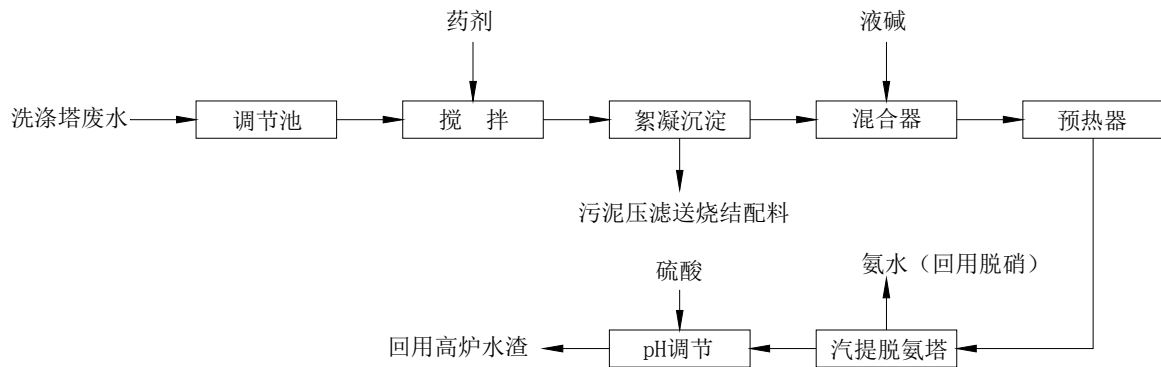 药剂
液碱
洗涤塔废水
调节池
搅 拌
絮凝沉淀
混合器
预热器
污泥压滤送烧结配料
硫酸
氨水（回用脱硝）
回用高炉水渣
pH调节
汽提脱氨塔